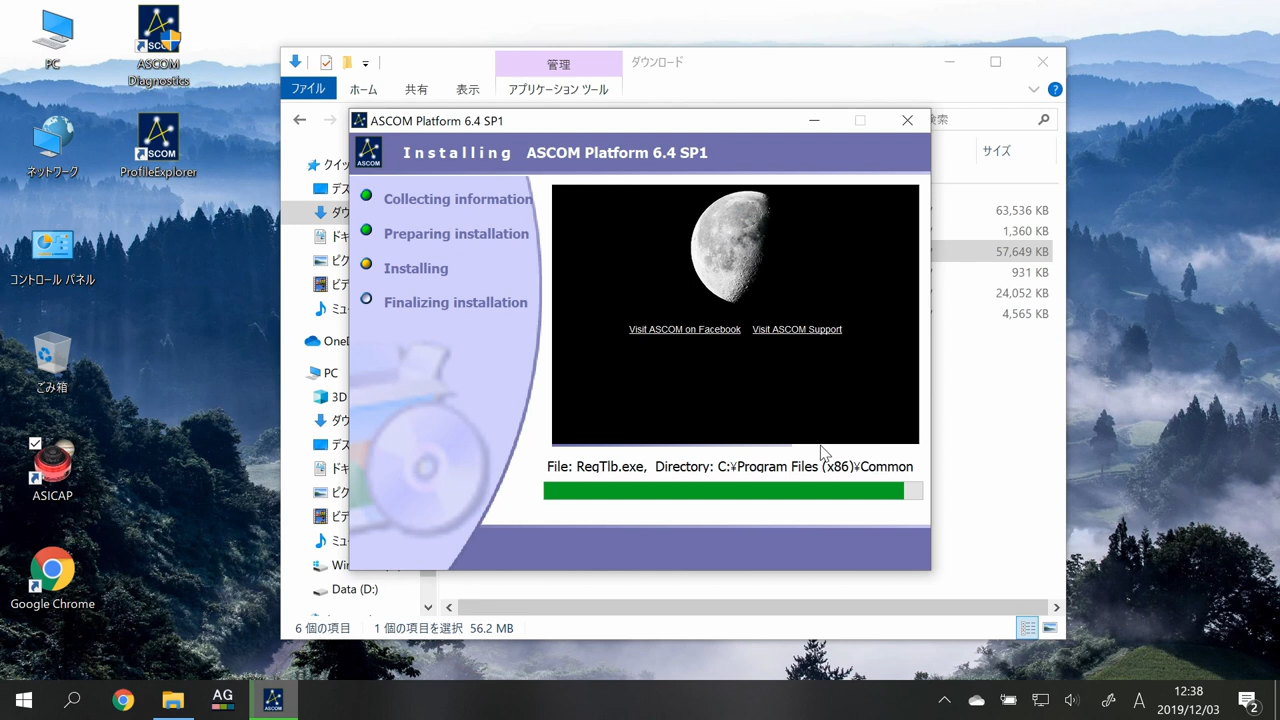 PC
ASCOM
Diagnostics
ネットワーク
ProfileExplorer
コントロール パネル
ごみ箱
ASICAP
Google Chrome
管理
ダウンロード
ファイル
ホーム
共有
表示
アプリケーション ツール
検索
サイズ
クイッ
デス
ダウ
ドキ
ピク
ビデ
ミュ
OneD
PC
3D
ダウ
デス
ドキ
ピク
ビデ
ミュ
Win
Data (D:)
63,536 KB
1,360 KB
57,649 KB
931 KB
24,052 KB
4,565 KB
6 個の項目
1 個の項目を選択 56.2 MB
ASCOM Platform 6.4 SP1
ASCOM
Installing ASCOM Platform 6.4 SP1
Collecting information
Preparing installation
Installing
Finalizing installation
Visit ASCOM on Facebook
Visit ASCOM Support
File: RegTlb.exe, Directory: C:¥Program Files (x86)¥Common
AG
ASCOM
A
12:38
2019/12/03
2